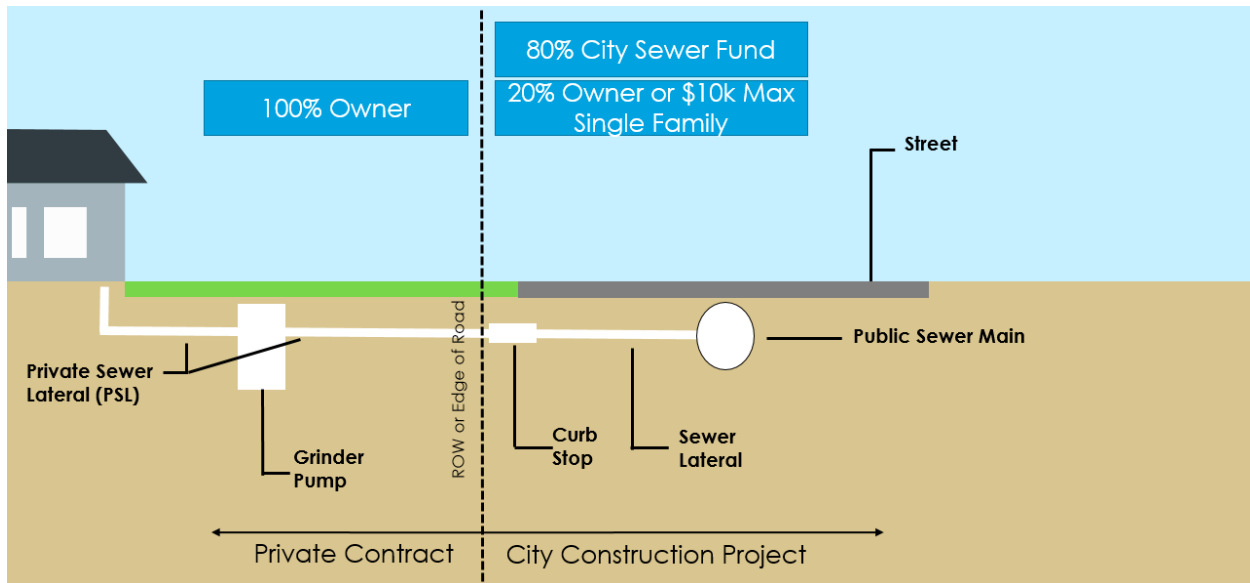 80% City Sewer Fund
100% Owner
20% Owner or $10k Max
Single Family
Street
ROW or Edge of Road
Public Sewer Main
Private Sewer
Lateral (PSL)
Curb
Stop
Sewer
Lateral
Grinder
Pump
Private Contract
City Construction Project